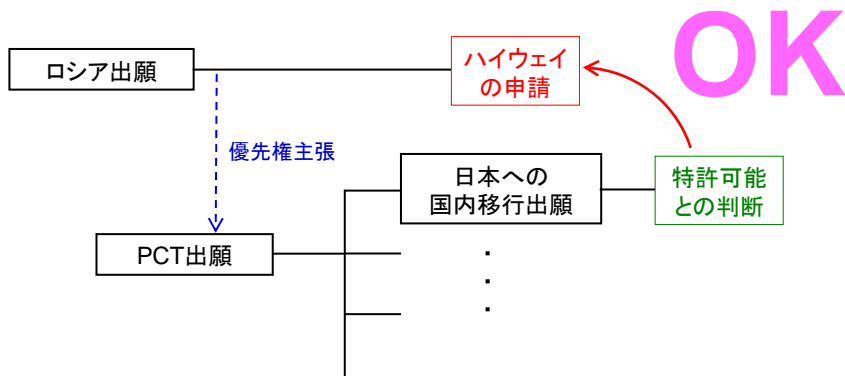 OK
ロシア出願
ハイウェイ
の申請
優先権主張
日本への
国内移行出願
特許可能
との判断
PCT出願